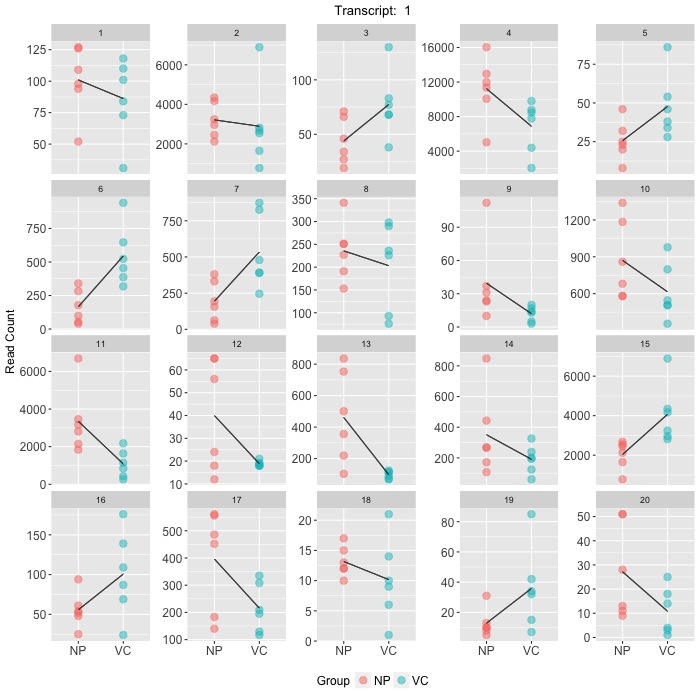 Transcript: 1
1 2 3 4 5
125 100 75 50
6000 4000 2000
100 50
16000 12000 8000 4000
75 50 25
6 7 8 9 10
750 500 250 0
750 500 250 0
350 300 250 200 150 100
90 60 30 0
1200 900 600
Read Count
11 12 13 14 15
6000 4000 2000 0
60 50 40 30 20 10
800 600 400 200
800 600 400 200
6000 4000 2000
16 17 18 19 20
150 100 50
500 400 300 200 100
20 15 10 5 0
80 60 40 20
50 40 30 20 10 0
NP VC NP VC NP VC NP VC NP VC
Group NP VC